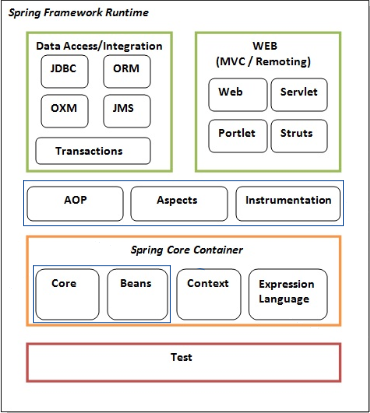 Spring Framework Runtime
Data Access/Integration
JDBC
ORM
OXM
JMS
Transactions
WEB
(MVC / Remoting)
Web
Servlet
Portlet
Struts
AOP
Aspects
Instrumentation
Spring Core Container
Core
Beans
Context
Expression
Language
Test